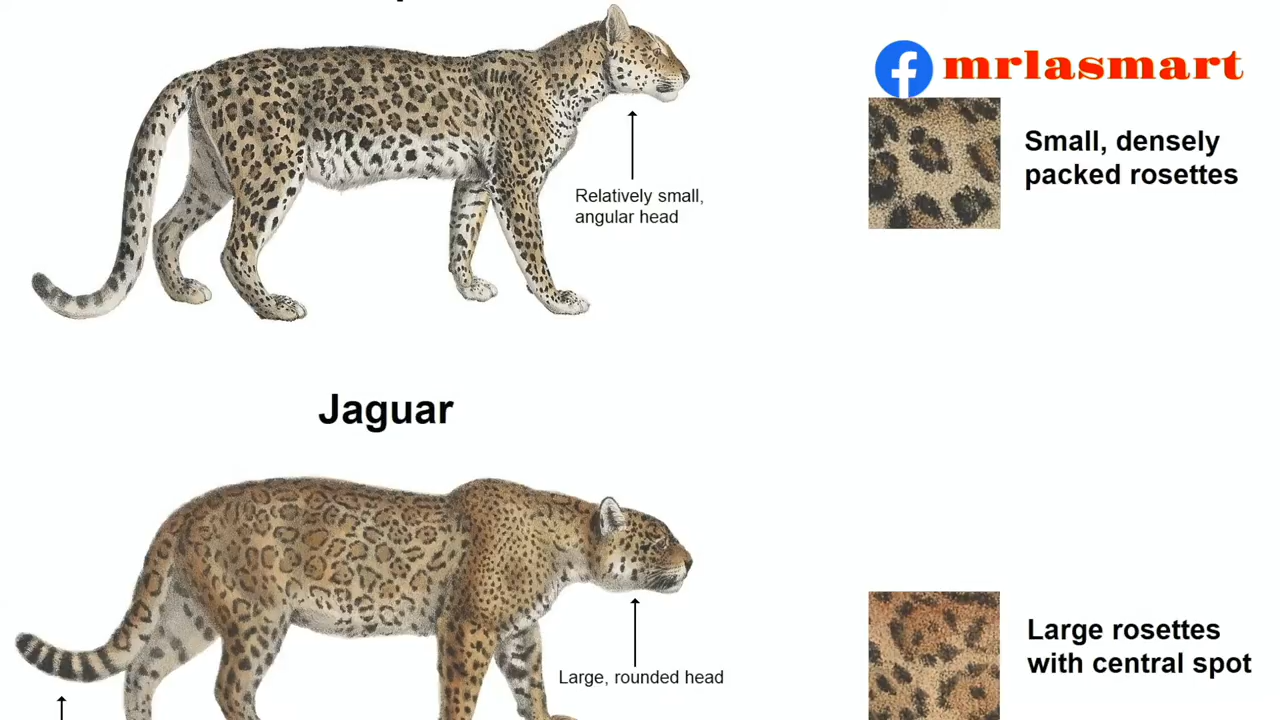 mrlasmart
Small, densely
packed rosettes
Relatively small,
angular head
Jaguar
Large rosettes
with central spot
Large, rounded head